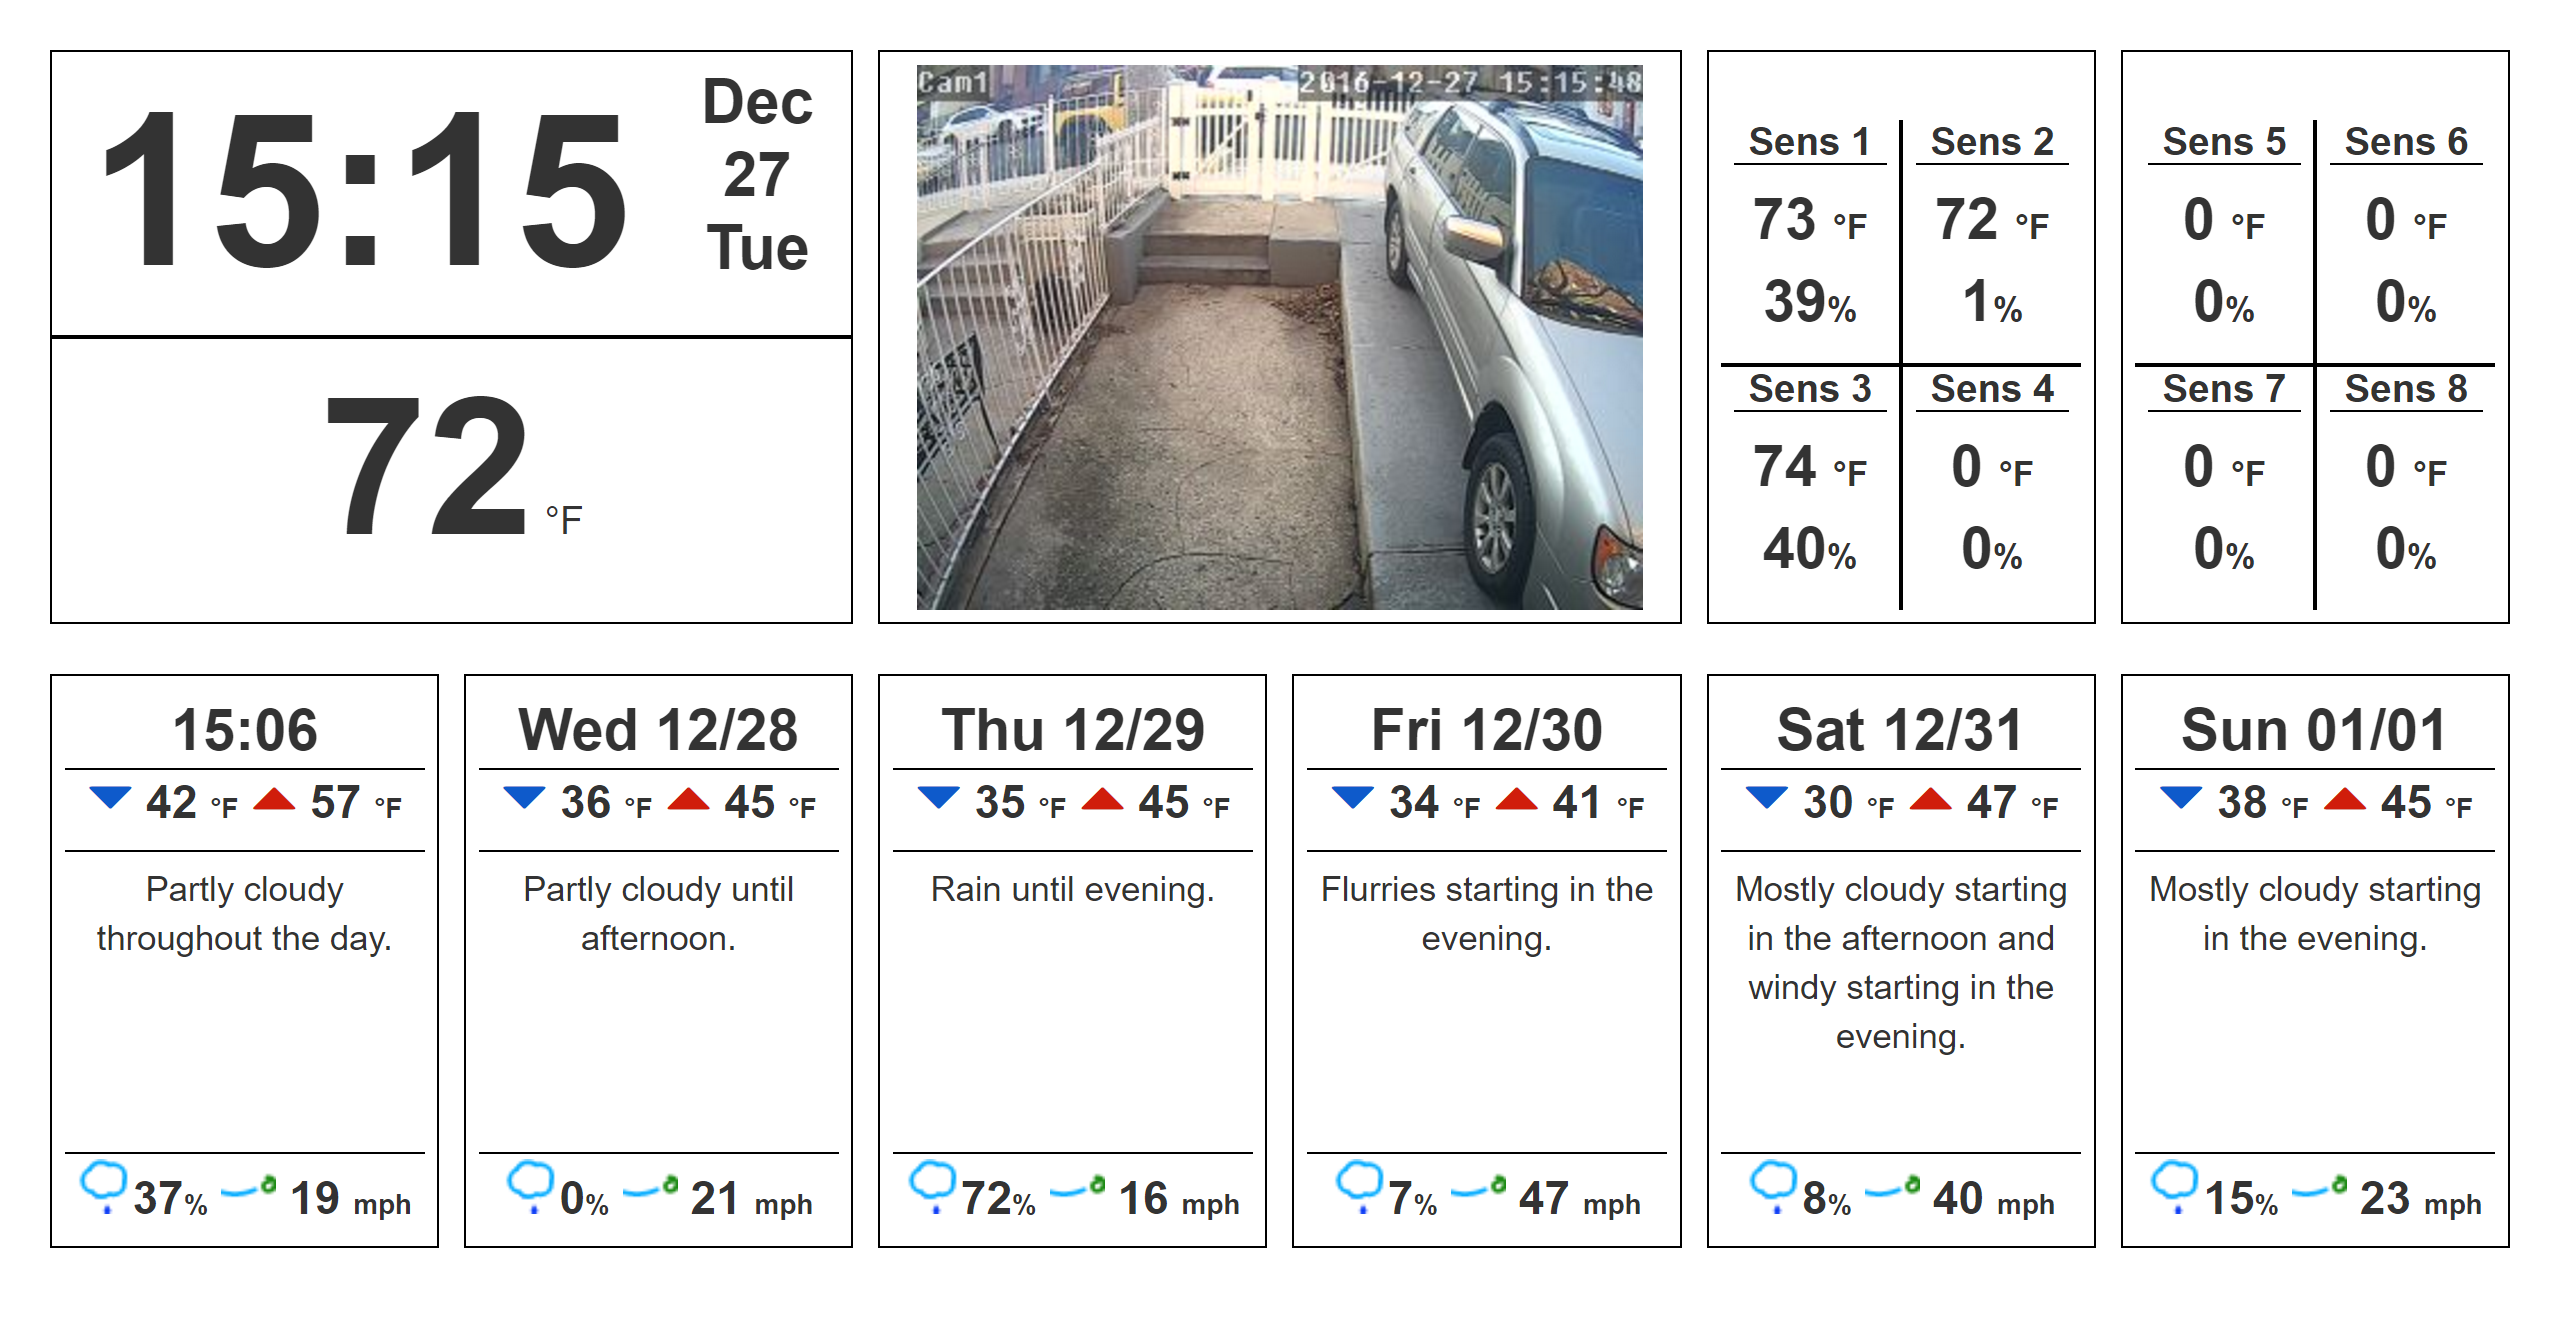 15:15
Dec
27
Tue
72 °F
Cam1 2016-12-27 15:15:48
Sens 1
73 °F
39%
Sens 2
72 °F
1%
Sens 3
74 °F
40%
Sens 4
0 °F
0%
Sens 5
0 °F
0%
Sens 6
0 °F
0%
Sens 7
0 °F
0%
Sens 8
0 °F
0%
15:06
42 °F 57 °F
Partly cloudy
throughout the day.
37% 19 mph
Wed 12/28
36 °F 45 °F
Partly cloudy until
afternoon.
0% 21 mph
Thu 12/29
35 °F 45 °F
Rain until evening.
72% 16 mph
Fri 12/30
34 °F 41 °F
Flurries starting in the
evening.
7% 47 mph
Sat 12/31
30 °F 47 °F
Mostly cloudy starting
in the afternoon and
windy starting in the
evening.
8% 40 mph
Sun 01/01
38 °F 45 °F
Mostly cloudy starting
in the evening.
15% 23 mph